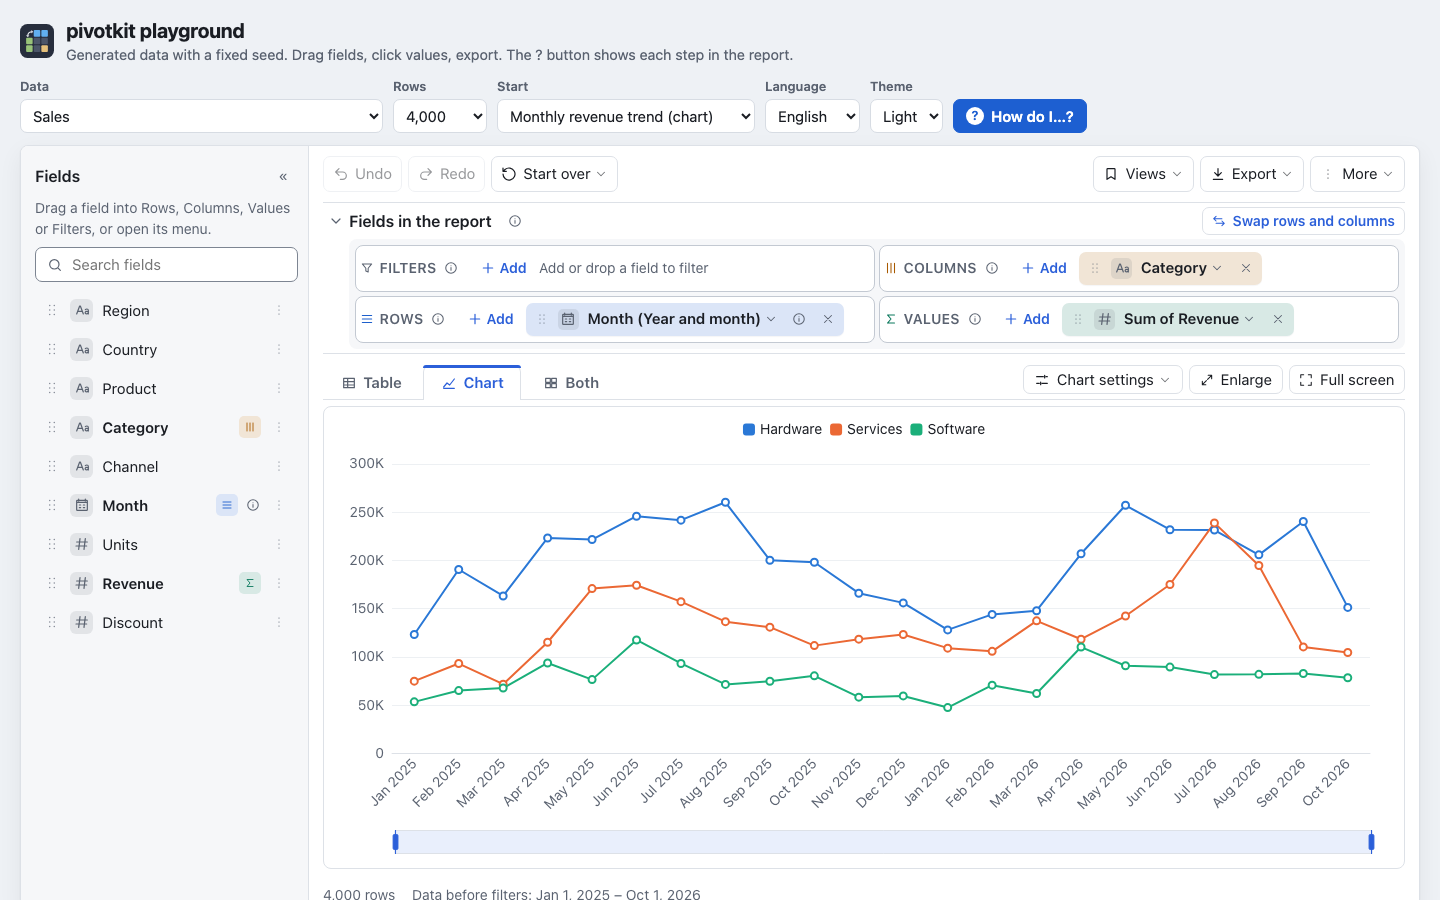 pivotkit playground
Generated data with a fixed seed. Drag fields, click values, export. The ? button shows each step in the report.
Data
Rows
Start
Language
Theme
Sales
4,000
Monthly revenue trend (chart)
English
Light
? How do I...?
Fields
«
Drag a field into Rows, Columns, Values
or Filters, or open its menu.
Search fields
Aa Region
Aa Country
Aa Product
Aa Category
Aa Channel
Month
# Units
# Revenue Σ
# Discount
Undo
Redo
Start over
Views
Export
More
Fields in the report
Swap rows and columns
FILTERS + Add Add or drop a field to filter
COLUMNS + Add Aa Category ×
ROWS + Add Month (Year and month) ×
Σ VALUES + Add # Sum of Revenue ×
Table
Chart
Both
Chart settings
Enlarge
Full screen
Hardware Services Software
300K
250K
200K
150K
100K
50K
0
Jan 2025
Feb 2025
Mar 2025
Apr 2025
May 2025
Jun 2025
Jul 2025
Aug 2025
Sep 2025
Oct 2025
Nov 2025
Dec 2025
Jan 2026
Feb 2026
Mar 2026
Apr 2026
May 2026
Jun 2026
Jul 2026
Aug 2026
Sep 2026
Oct 2026
4,000 rows Data before filters: Jan 1, 2025 – Oct 1, 2026